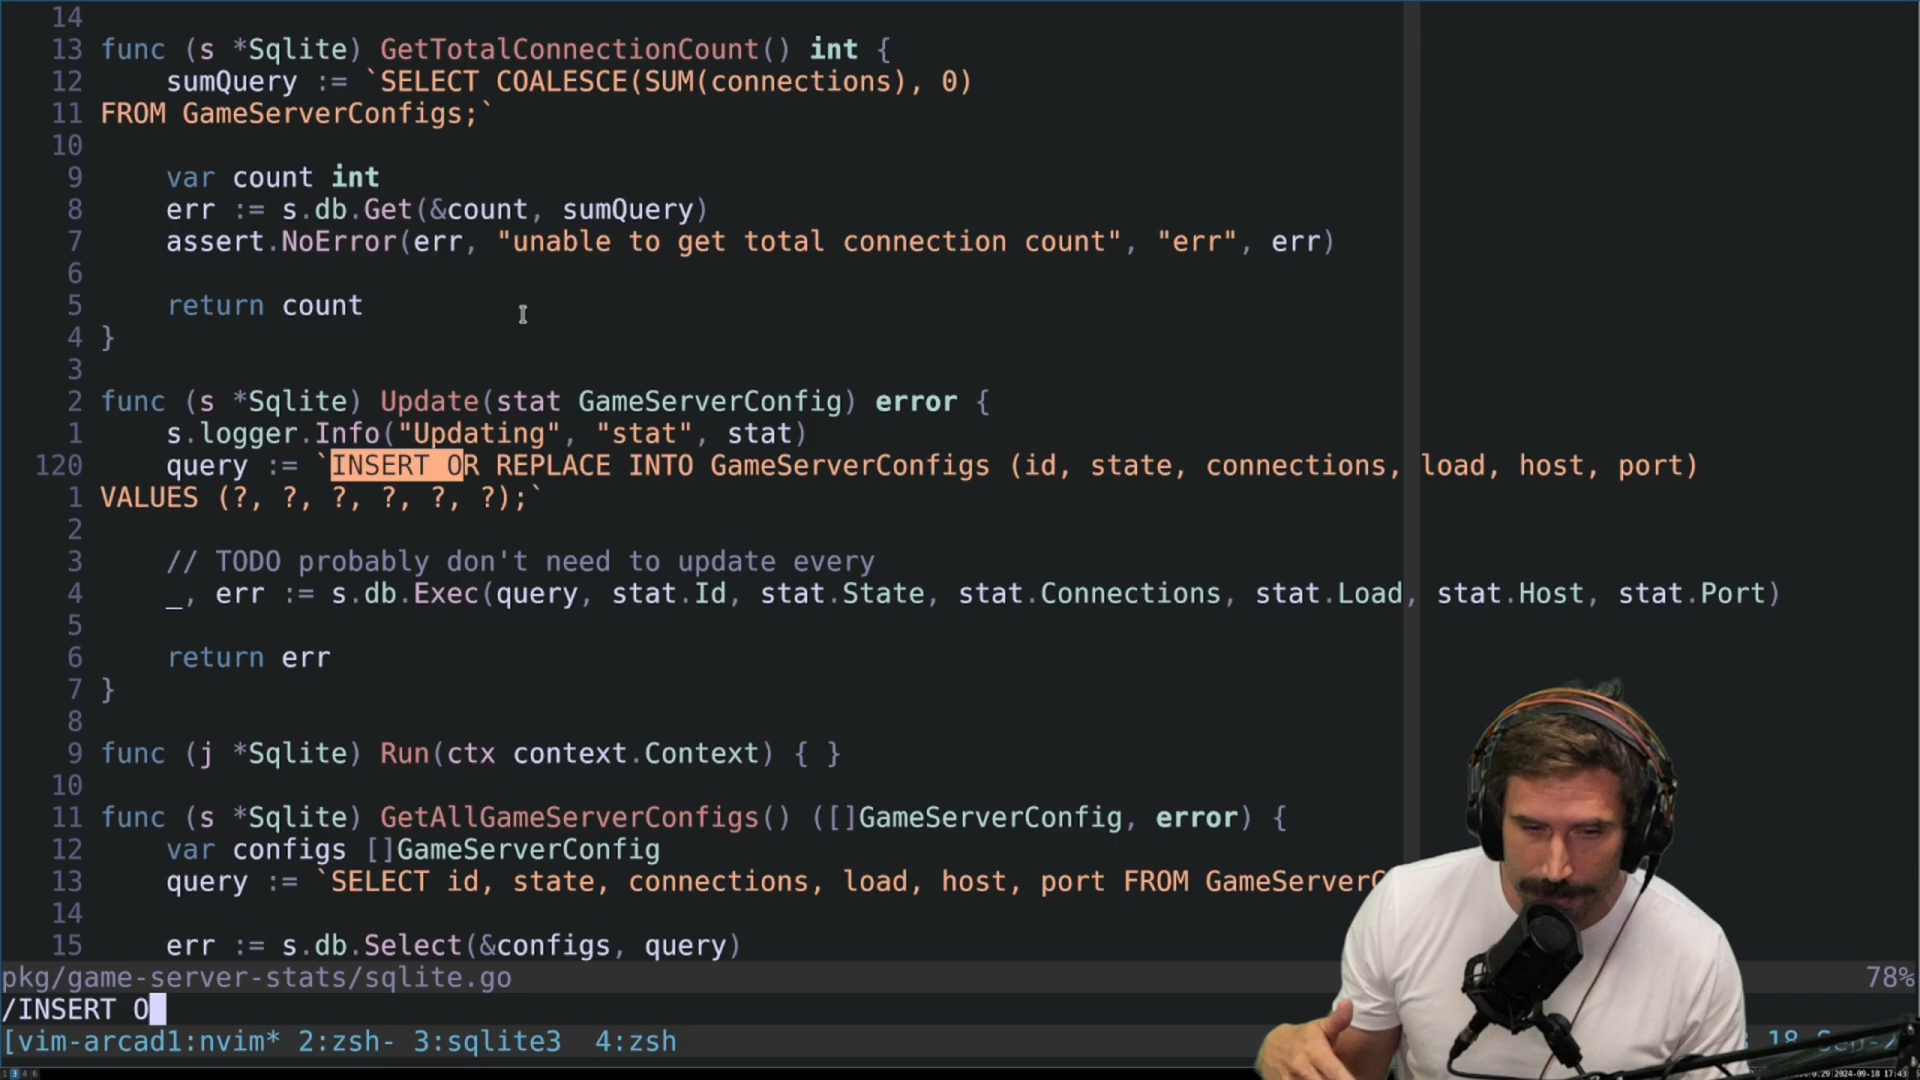 14
13 func (s *Sqlite) GetTotalConnectionCount() int {
12 sumQuery := `SELECT COALESCE(SUM(connections), 0)
11 FROM GameServerConfigs;`
10
9 var count int
8 err := s.db.Get(&count, sumQuery)
7 assert.NoError(err, "unable to get total connection count", "err", err)
6
5 return count
4 }
3
2 func (s *Sqlite) Update(stat GameServerConfig) error {
1 s.logger.Info("Updating", "stat", stat)
120 query := `INSERT OR REPLACE INTO GameServerConfigs (id, state, connections, load, host, port)
1 VALUES (?, ?, ?, ?, ?, ?);`
2
3 // TODO probably don't need to update every
4 _, err := s.db.Exec(query, stat.Id, stat.State, stat.Connections, stat.Load, stat.Host, stat.Port)
5
6 return err
7 }
8
9 func (j *Sqlite) Run(ctx context.Context) { }
10
11 func (s *Sqlite) GetAllGameServerConfigs() ([]GameServerConfig, error) {
12 var configs []GameServerConfig
13 query := `SELECT id, state, connections, load, host, port FROM
14
15 err := s.db.Select(&configs, query)
pkg/game-server-stats/sqlite.go 78%
/INSERT O
[vim-arcad1:nvim* 2:zsh- 3:sqlite3 4:zsh 18
2024-09-18 17:43